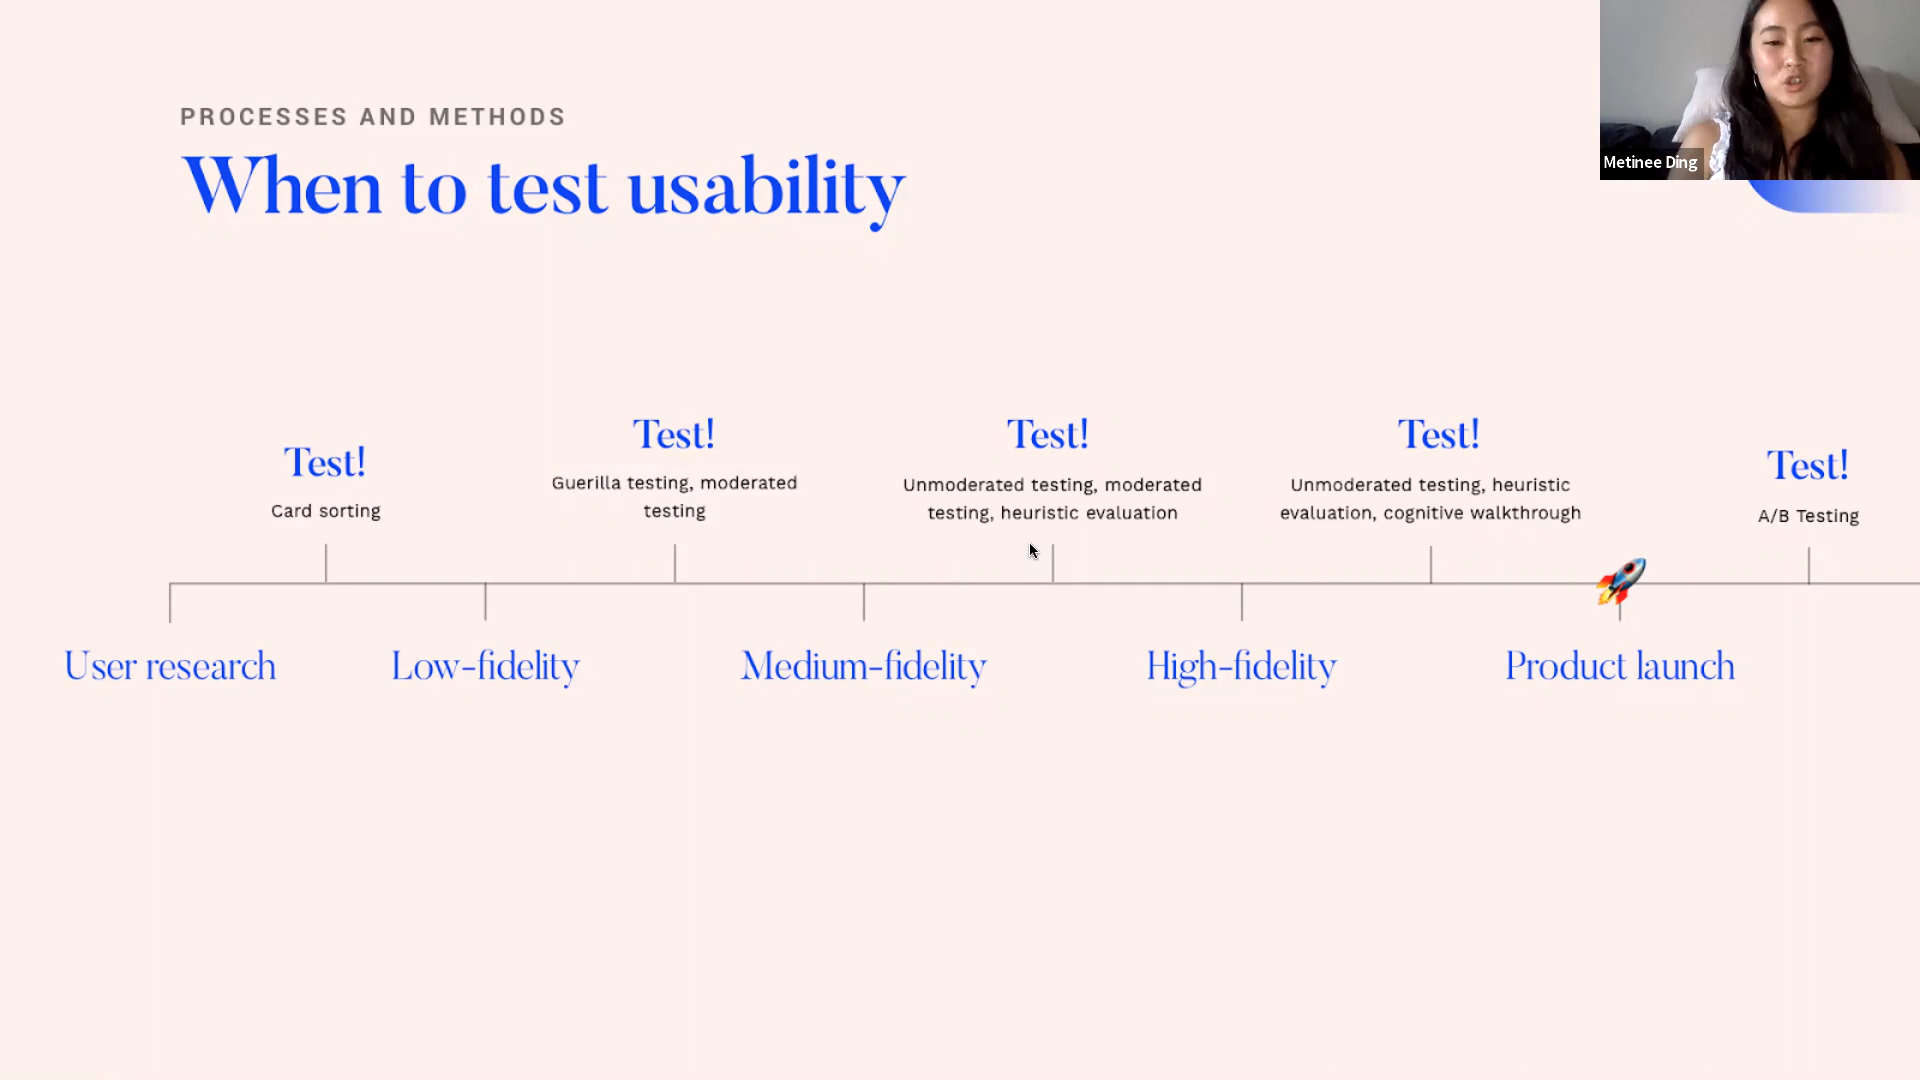 PROCESSES AND METHODS
When to test usability
Metinee Ding
Test!
Card sorting
Test!
Guerilla testing, moderated
testing
Test!
Unmoderated testing, moderated
testing, heuristic evaluation
Test!
Unmoderated testing, heuristic
evaluation, cognitive walkthrough
Test!
A/B Testing
User research
Low-fidelity
Medium-fidelity
High-fidelity
Product launch